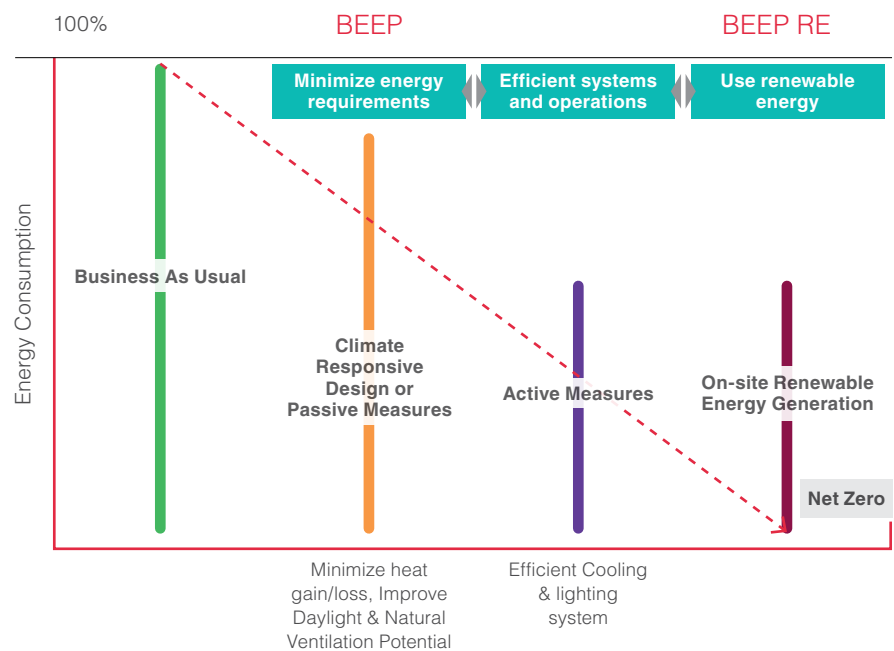 100%
BEEP
BEEP RE
Minimize energy
requirements
Efficient systems
and operations
Use renewable
energy
Energy Consumption
Business As Usual
Climate
Responsive
Design or
Passive Measures
Active Measures
On-site Renewable
Energy Generation
Net Zero
Minimize heat
gain/loss, Improve
Daylight & Natural
Ventilation Potential
Efficient Cooling
& lighting
system